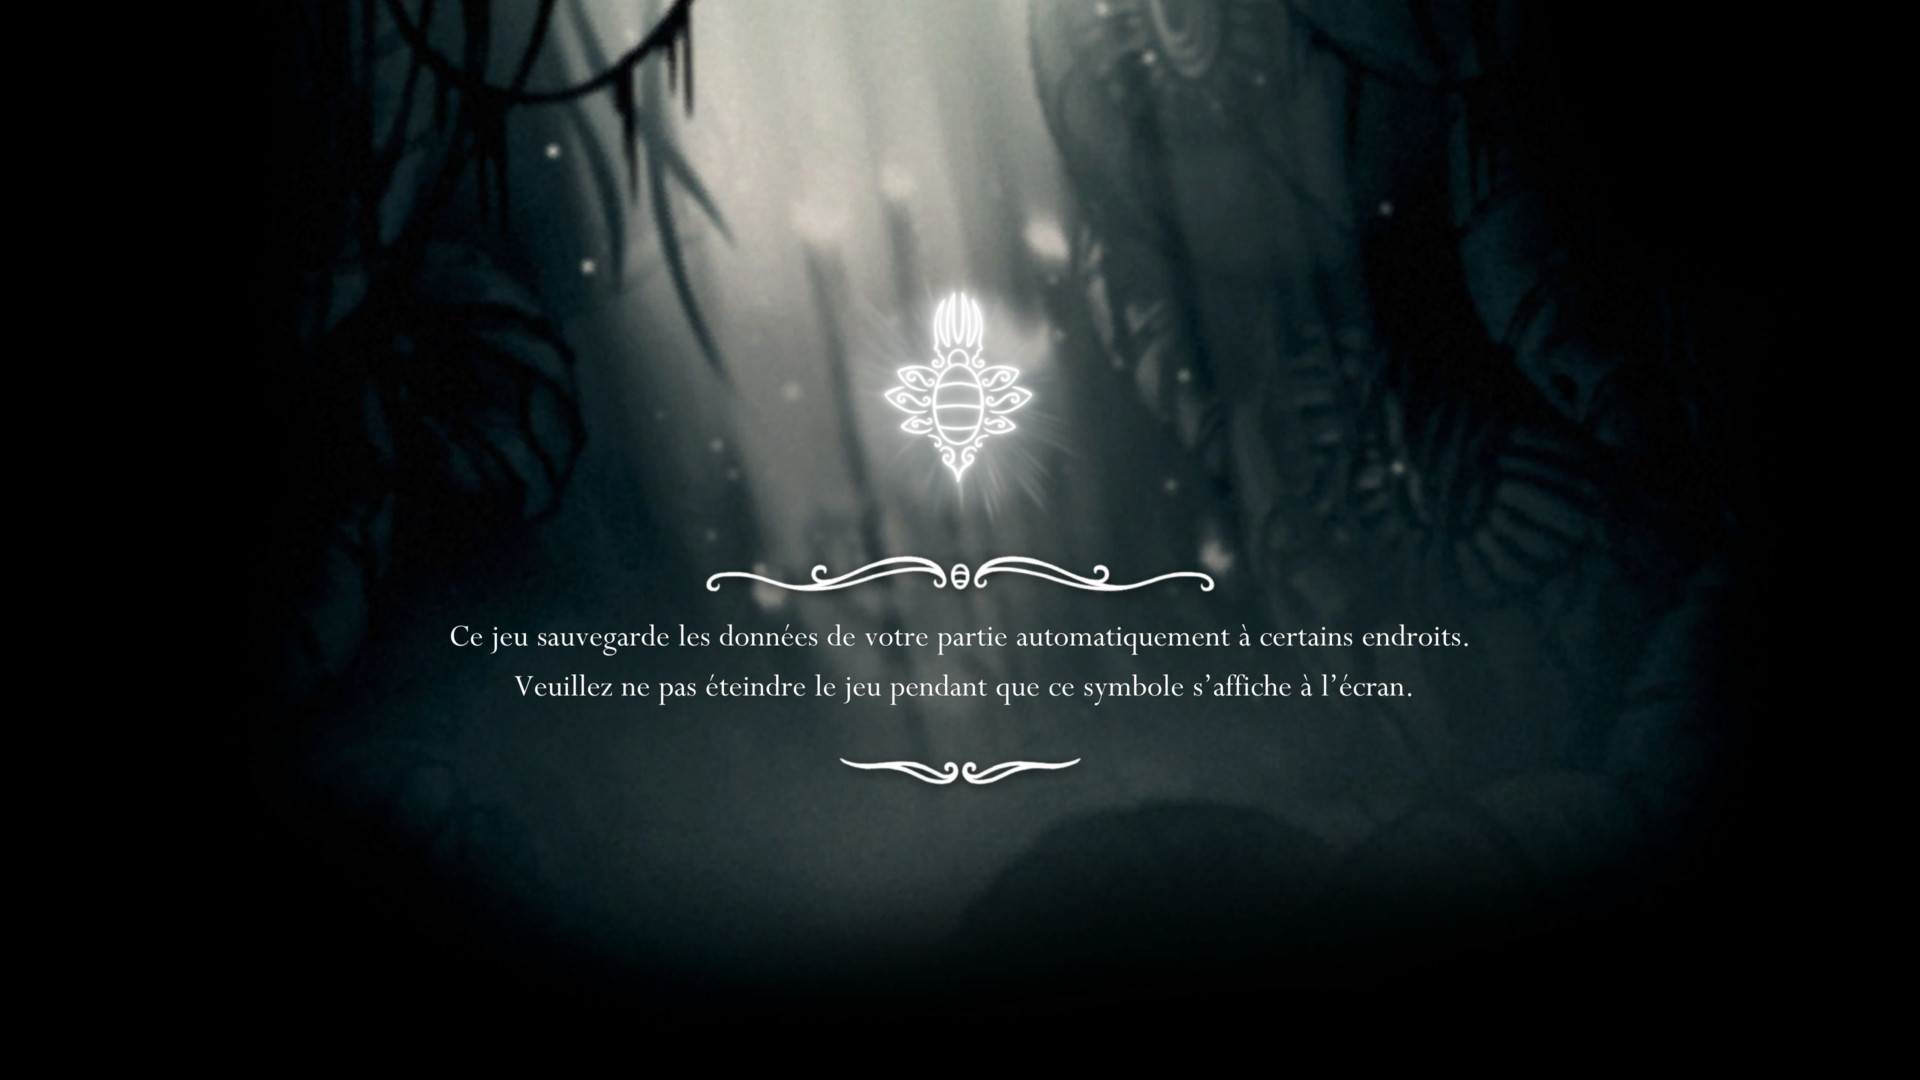 Ce jeu sauvegarde les données de votre partie automatiquement à certains endroits.
Veuillez ne pas éteindre le jeu pendant que ce symbole s’affiche à l’écran.